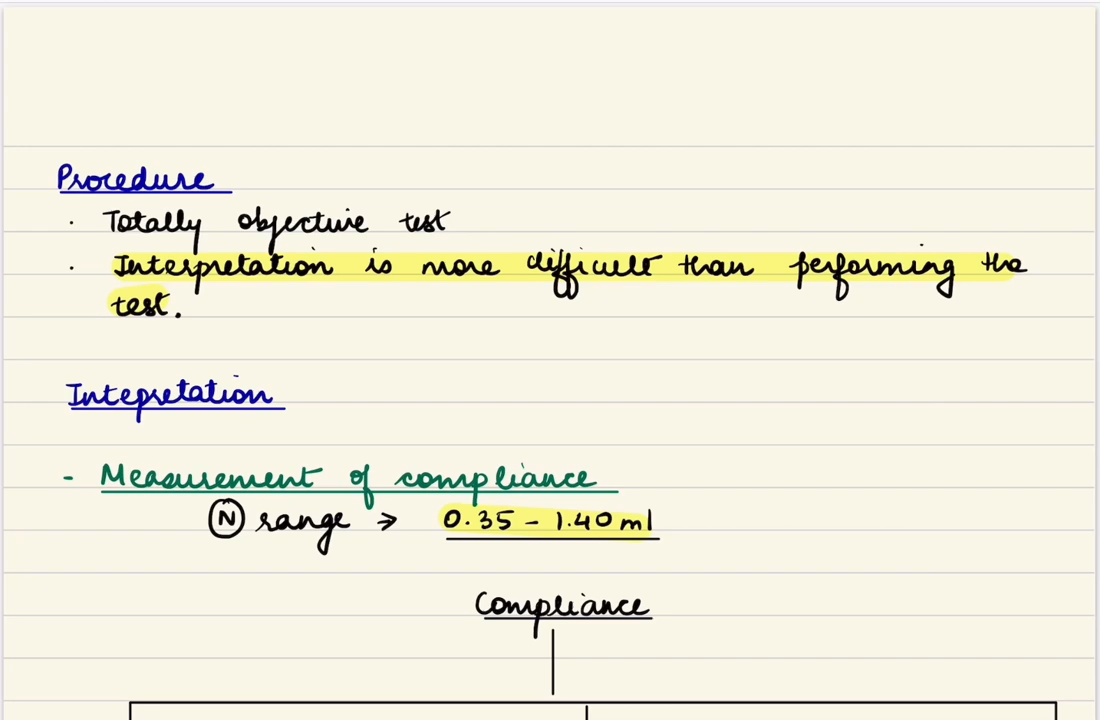 Procedure
· Totally objective test
· Interpretation is more difficult than performing the
test.
Intepretation
- Measurement of compliance
Ⓝ range → 0.35 - 1.40 ml
Compliance